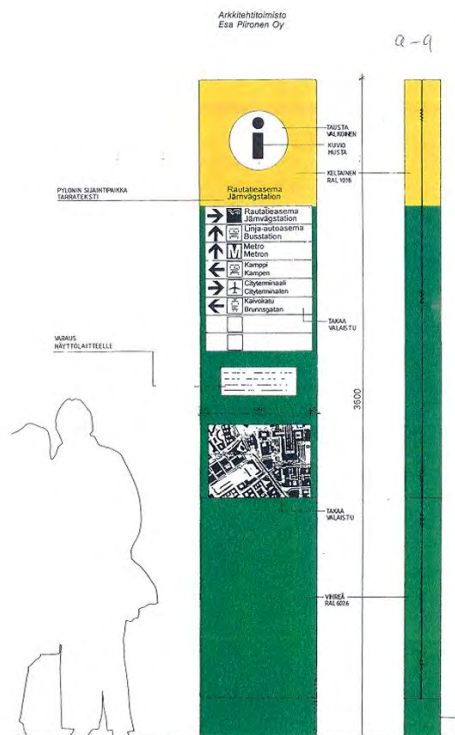 Arkkitehtitoimisto
Esa Piironen Oy
a-a
TAUSTA
VALKOINEN
KUVIO
MUSTA
KELTAINEN
RAL 1016
PYLONIN SIJAINTIPAIKKA
TARRATEKSTI
Rautatieasema
Järnvägstation
Rautatieasema
Järnvägstation
Linja-autoasema
Busstation
M
Metro
Metron
Kamppi
Kampen
Cityterminaali
Cityterminalen
Kaivokatu
Brunnsgatan
TAKAA
VALAISTU
VARAUS
NÄYTTÖLAITTEELLE
3600
TAKAA
VALAISTU
VIHREÄ
RAL 6026